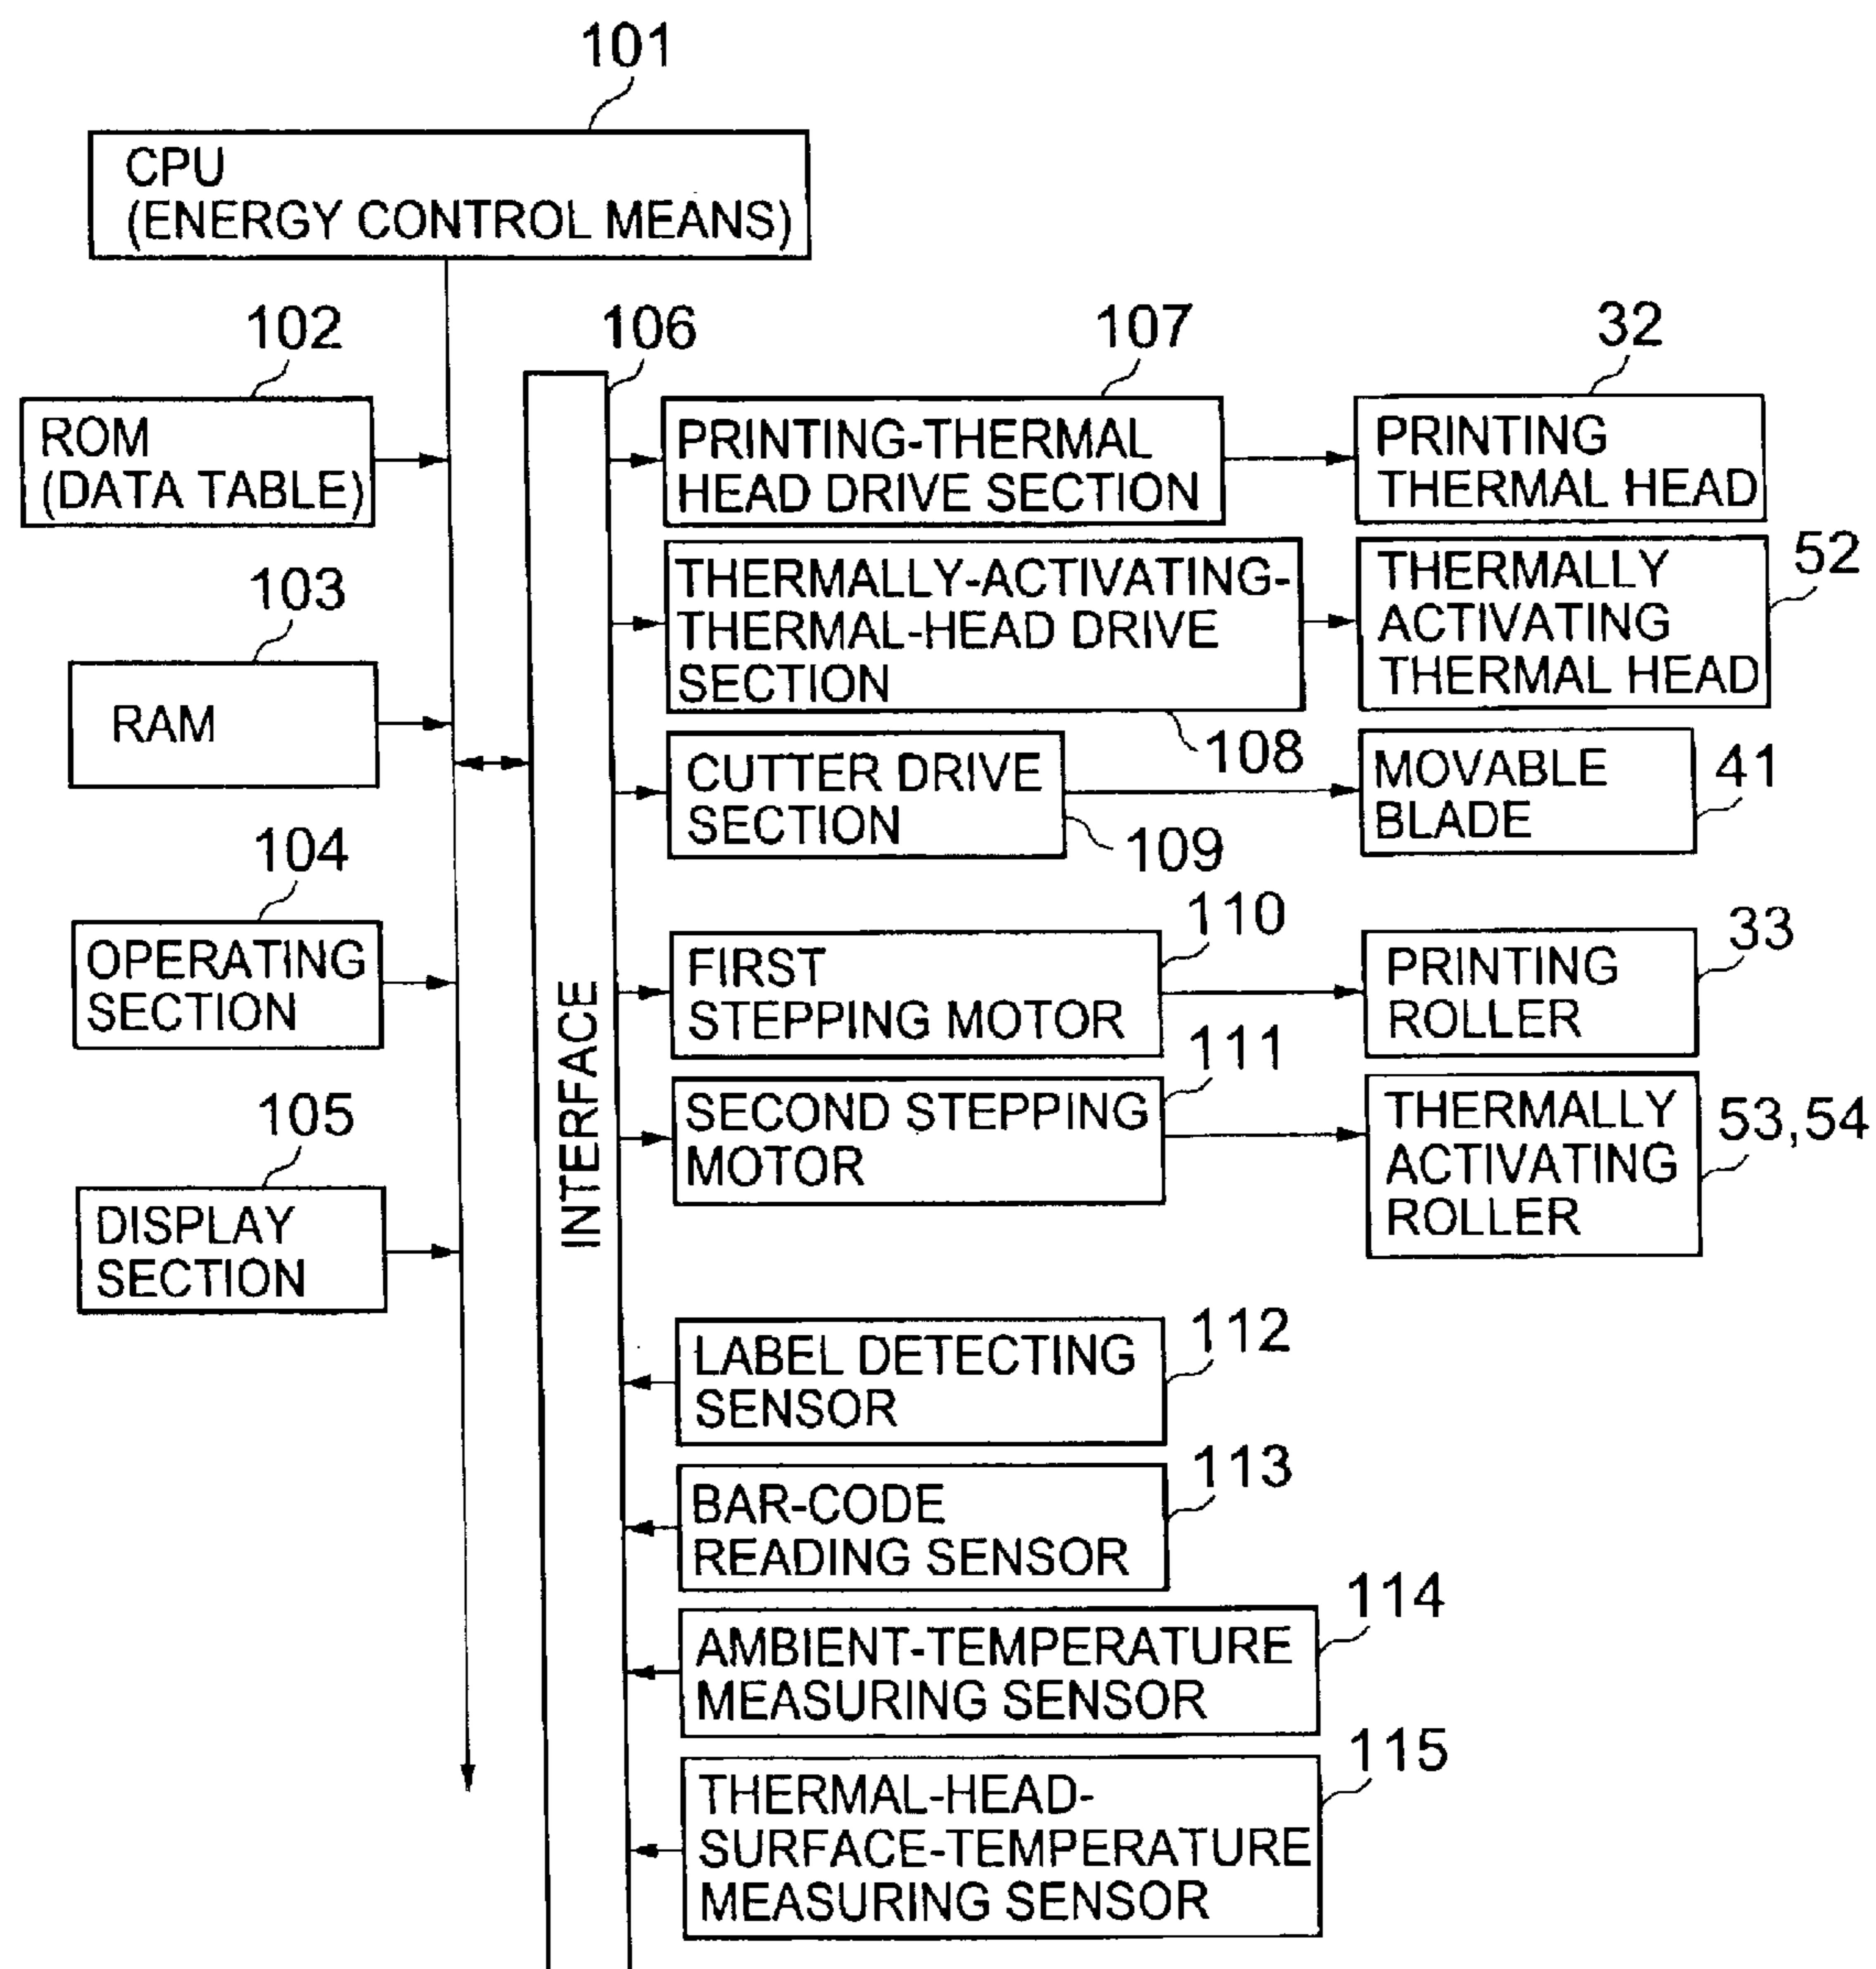 101
CPU
(ENERGY CONTROL MEANS)
102
ROM
(DATA TABLE)
103
RAM
104
OPERATING
SECTION
105
DISPLAY
SECTION
106
INTERFACE
107
PRINTING-THERMAL
HEAD DRIVE SECTION
32
PRINTING
THERMAL HEAD
THERMALLY-ACTIVATING-
THERMAL-HEAD DRIVE
SECTION
108
THERMALLY
ACTIVATING
THERMAL HEAD
52
CUTTER DRIVE
SECTION
109
MOVABLE
BLADE
41
110
FIRST
STEPPING MOTOR
PRINTING
ROLLER
33
111
SECOND STEPPING
MOTOR
THERMALLY
ACTIVATING
ROLLER
53,54
LABEL DETECTING
SENSOR
112
BAR-CODE
READING SENSOR
113
AMBIENT-TEMPERATURE
MEASURING SENSOR
114
THERMAL-HEAD-
SURFACE-TEMPERATURE
MEASURING SENSOR
115